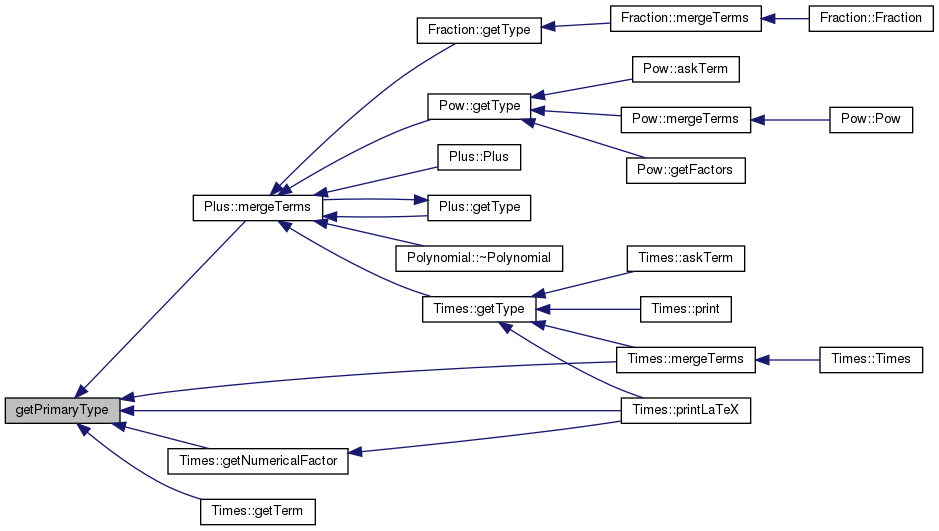 Fraction::getType
Fraction::mergeTerms
Fraction::Fraction
Pow::askTerm
Pow::getType
Pow::mergeTerms
Pow::Pow
Pow::getFactors
Plus::Plus
Plus::mergeTerms
Plus::getType
Polynomial::~Polynomial
Times::askTerm
Times::getType
Times::print
Times::mergeTerms
Times::Times
getPrimaryType
Times::printLaTeX
Times::getNumericalFactor
Times::getTerm